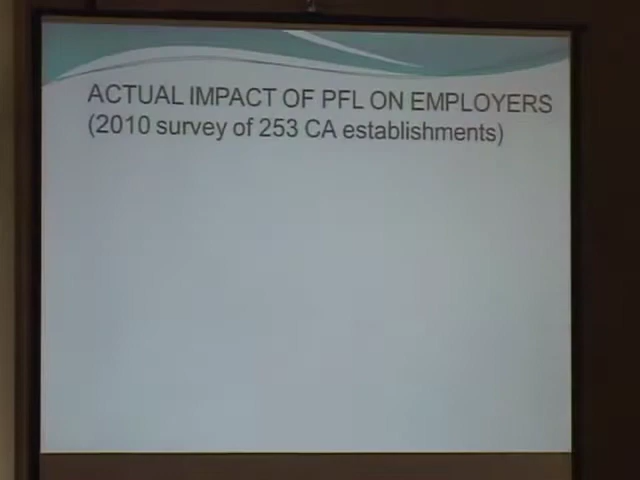 ACTUAL IMPACT OF PFL ON EMPLOYERS
(2010 survey of 253 CA establishments)